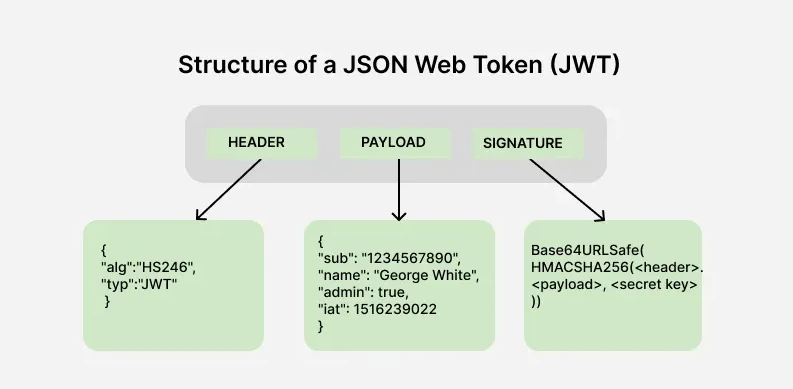 Structure of a JSON Web Token (JWT)
HEADER
PAYLOAD
SIGNATURE
{
"alg":"HS246",
"typ":"JWT"
}
{
"sub": "1234567890",
"name": "George White",
"admin": true,
"iat": 1516239022
}
Base64URLSafe(
HMACSHA256(<header>.
<payload>, <secret key>
))